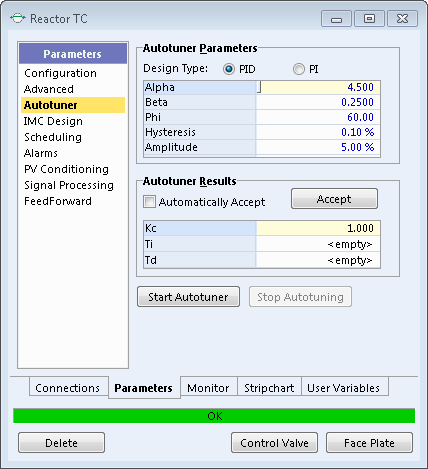 Reactor TC
Parameters
Configuration
Advanced
Autotuner
IMC Design
Scheduling
Alarms
PV Conditioning
Signal Processing
FeedForward
Autotuner Parameters
Design Type: PID PI
Alpha 4.500
Beta 0.2500
Phi 60.00
Hysteresis 0.10 %
Amplitude 5.00 %
Autotuner Results
Automatically Accept Accept
Kc 1.000
Ti <empty>
Td <empty>
Start Autotuner Stop Autotuning
Connections Parameters Monitor Stripchart User Variables
OK
Delete Control Valve Face Plate